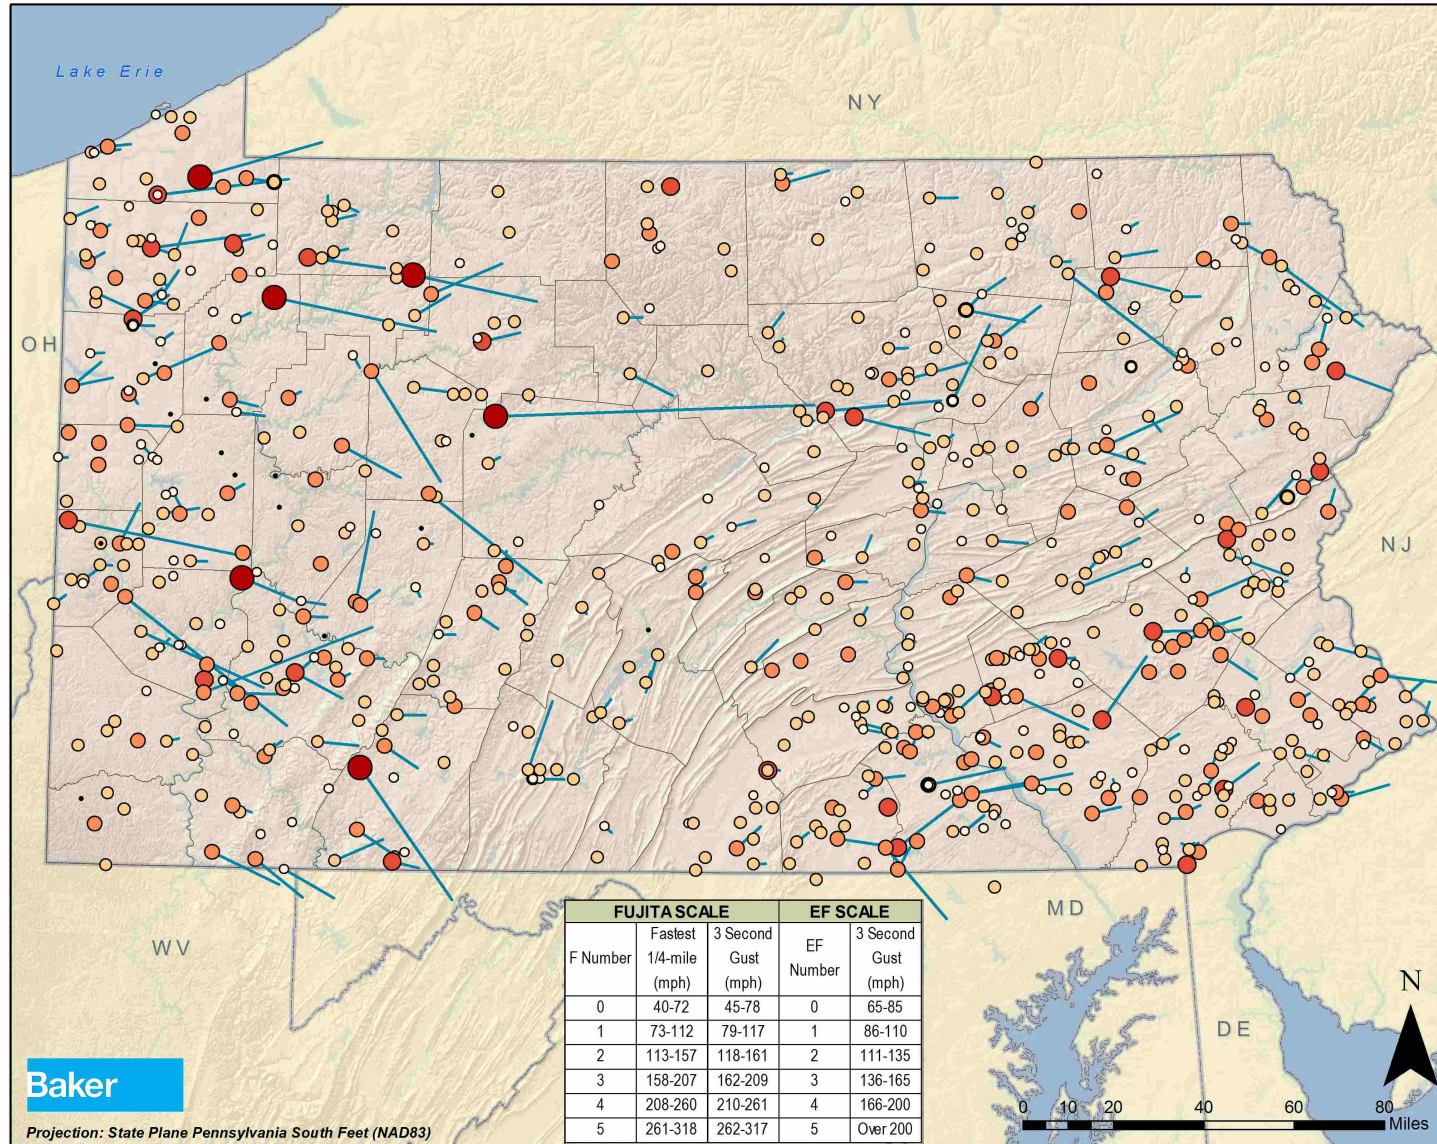 Lake Erie
NY
OH
NJ
WV
MD
DE
FUJITA SCALE EF SCALE
F Number Fastest 1/4-mile (mph) 3 Second Gust (mph) EF Number 3 Second Gust (mph)
0 40-72 45-78 0 65-85
1 73-112 79-117 1 86-110
2 113-157 118-161 2 111-135
3 158-207 162-209 3 136-165
4 208-260 210-261 4 166-200
5 261-318 262-317 5 Over 200
N
0 10 20 40 60 80
Miles
Baker
Projection: State Plane Pennsylvania South Feet (NAD83)